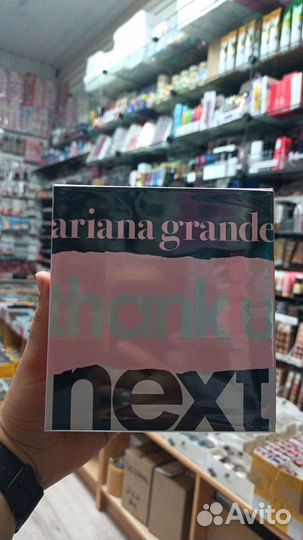 ariana grande
thank u
next
Avito